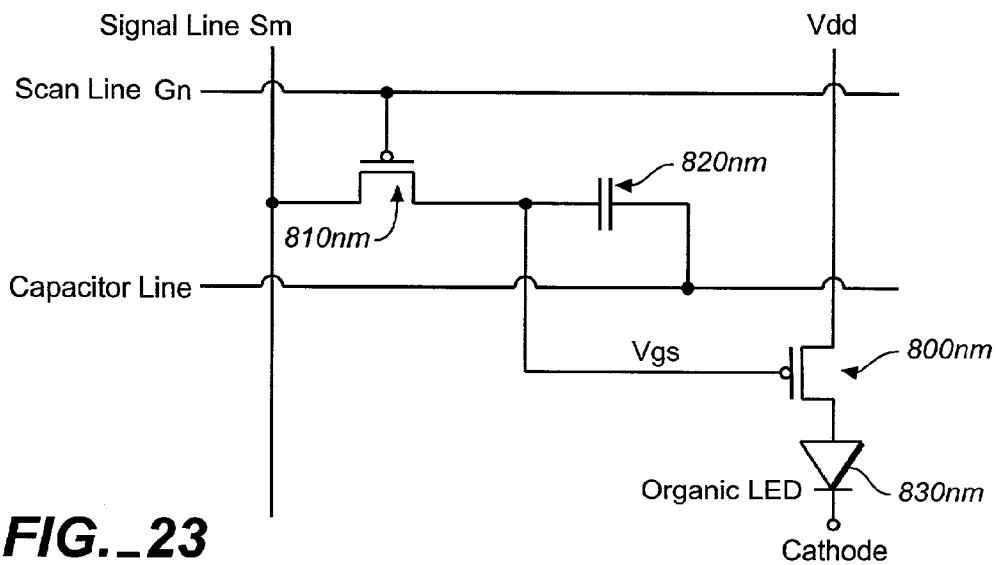 Signal Line Sm
Vdd
Scan Line Gn
820nm
810nm
Capacitor Line
Vgs
800nm
Organic LED
830nm
FIG._23
Cathode